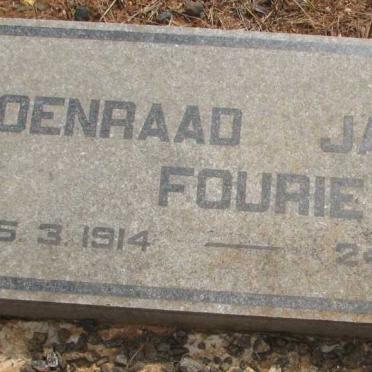 OENRAAD JA
FOURIE
5. 3. 1914 — 2